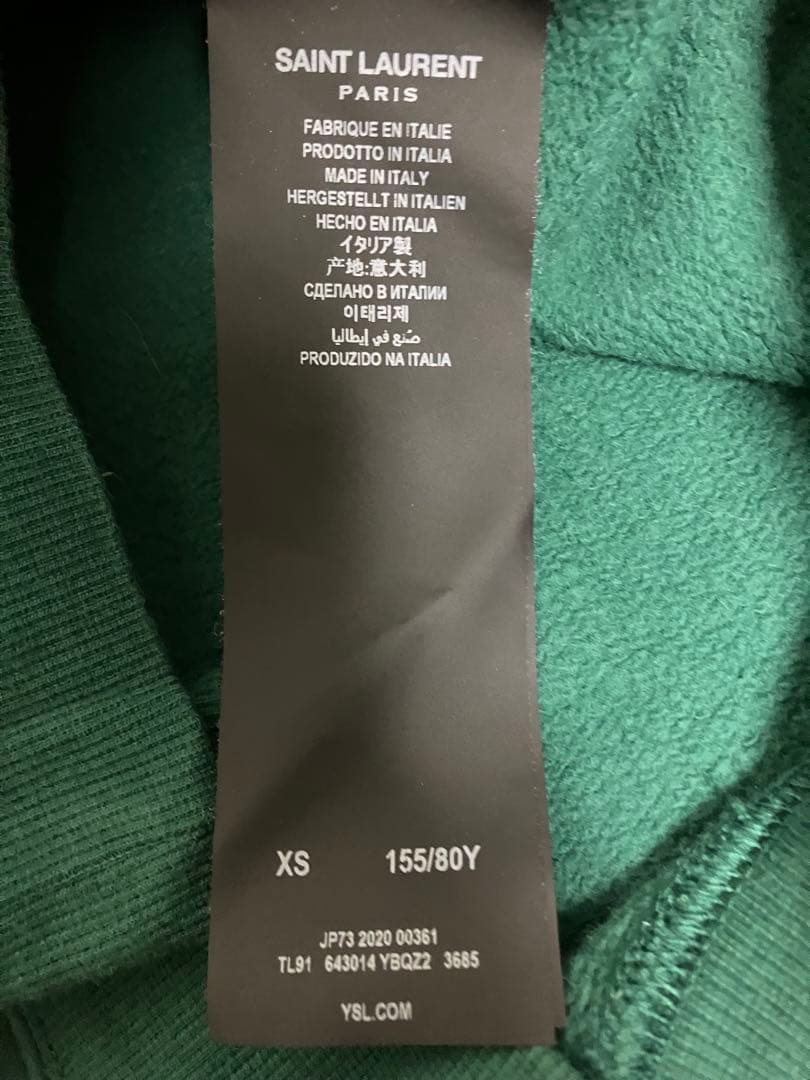 SAINT LAURENT
PARIS
FABRIQUE EN ITALIE
PRODOTTO IN ITALIA
MADE IN ITALY
HERGESTELLT IN ITALIEN
HECHO EN ITALIA
イタリア製
产地:意大利
СДЕЛАНО В ИТАЛИИ
이태리제
صنع في إيطاليا
PRODUZIDO NA ITALIA
XS 155/80Y
JP73 2020 00361
TL91 643014 YBQZ2 3685
YSL.COM